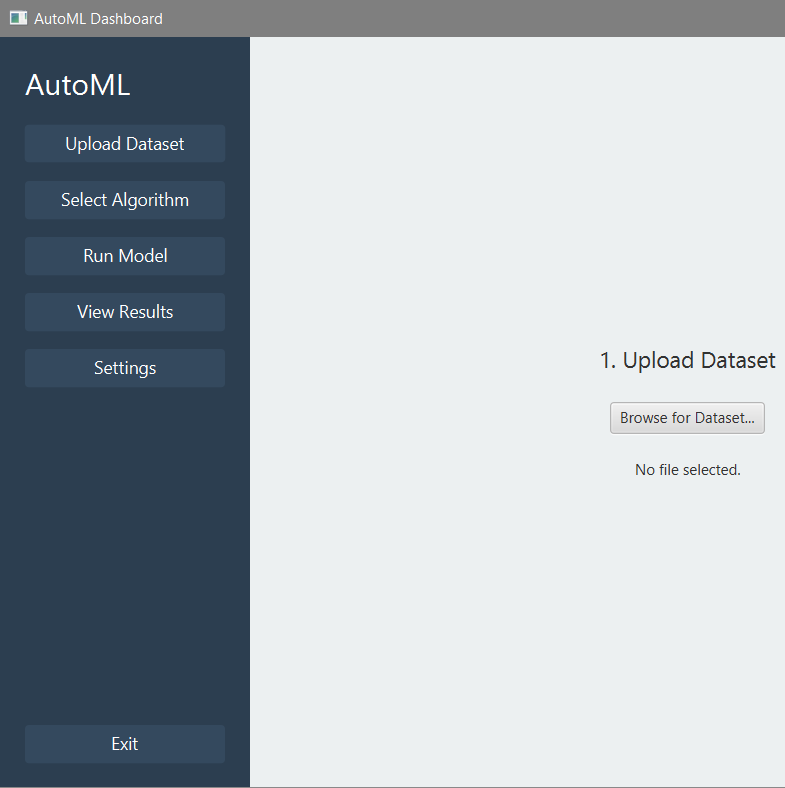 AutoML Dashboard
AutoML
Upload Dataset
Select Algorithm
Run Model
View Results
Settings
Exit
1. Upload Dataset
Browse for Dataset...
No file selected.